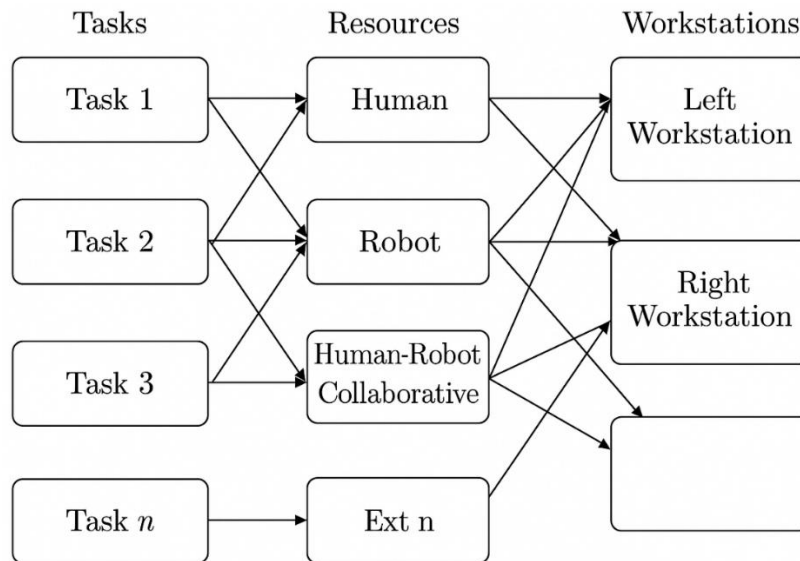 Tasks
Resources
Workstations
Task 1
Human
Left
Workstation
Task 2
Robot
Right
Workstation
Task 3
Human-Robot
Collaborative
Task n
Ext n